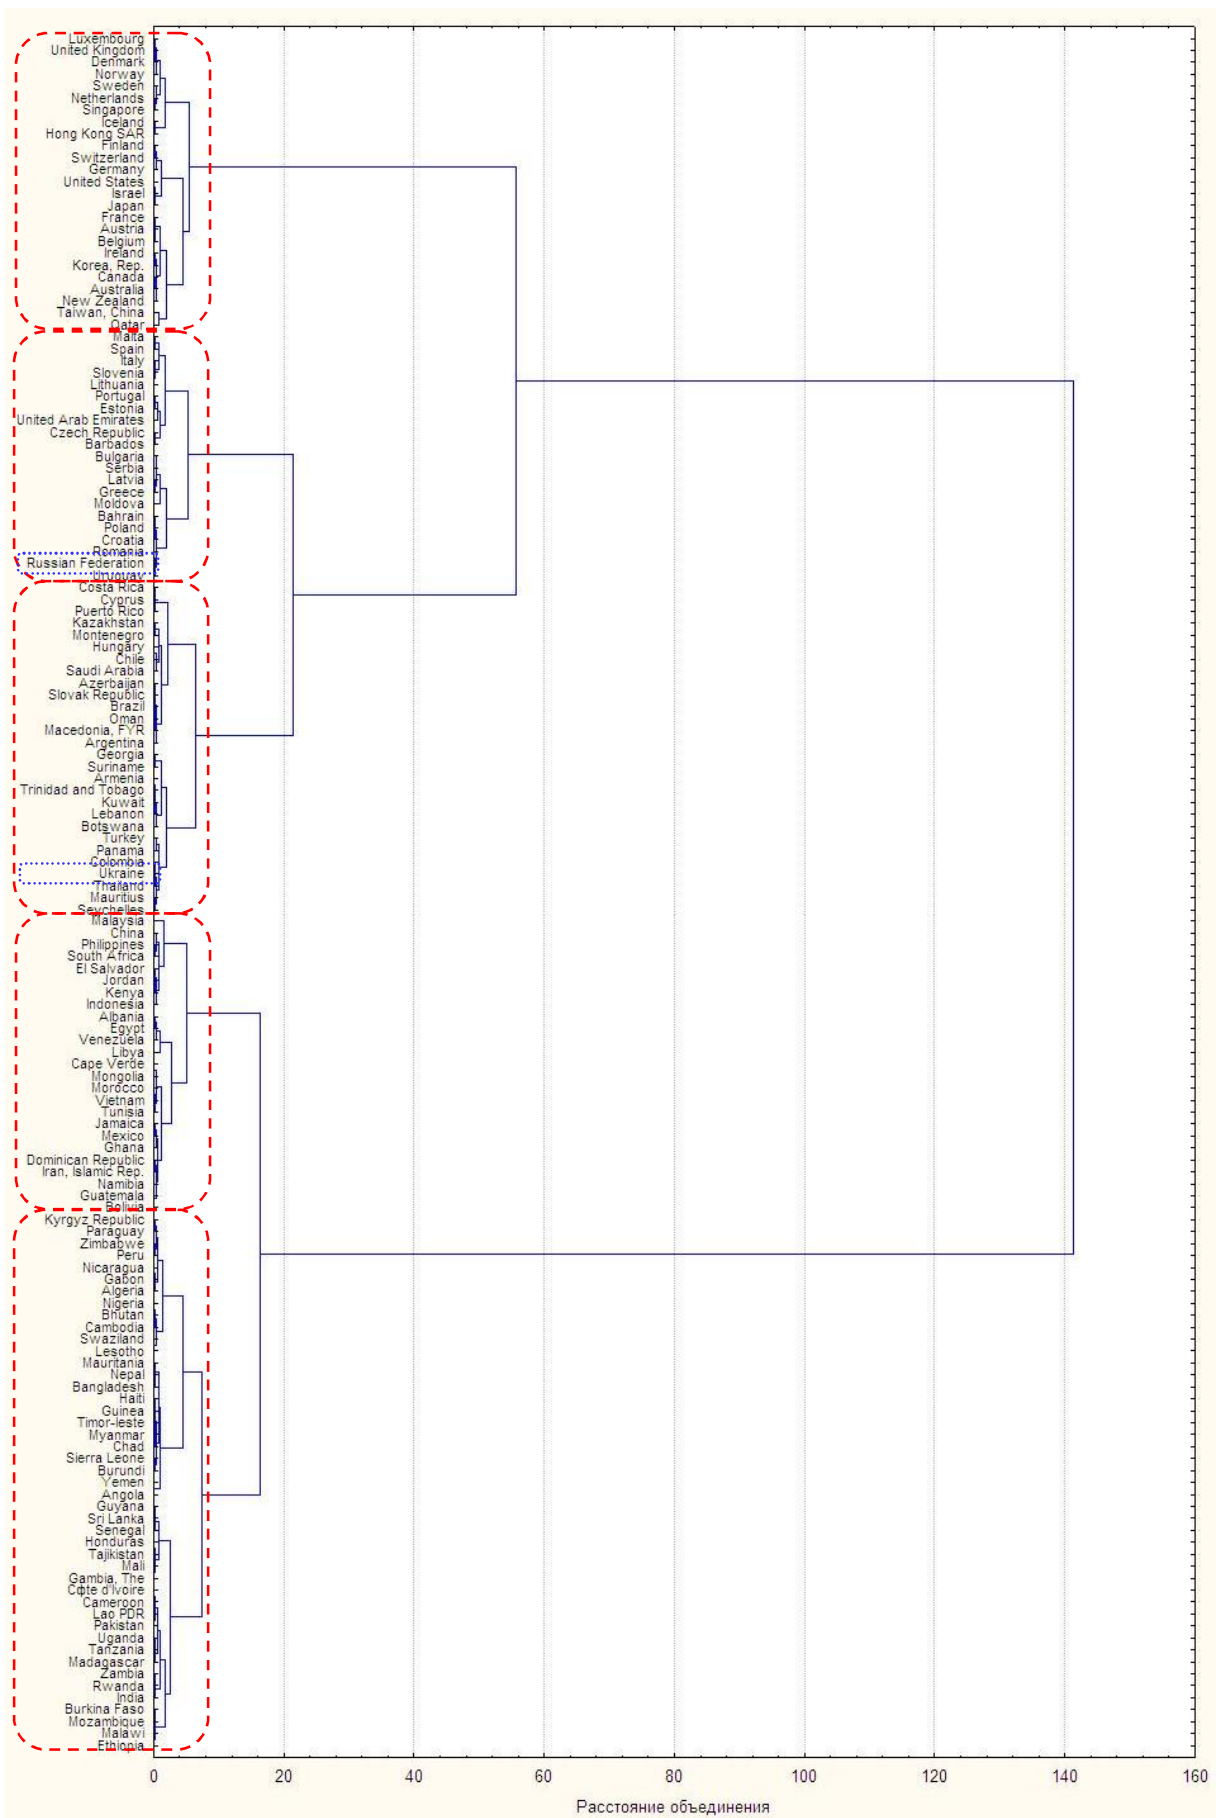 Luxembourg
United Kingdom
Denmark
Norway
Sweden
Netherlands
Singapore
Iceland
Hong Kong SAR
Finland
Switzerland
Germany
United States
Israel
Japan
France
Austria
Belgium
Ireland
Korea, Rep.
Canada
Australia
New Zealand
Taiwan, China
Qatar
Malta
Spain
Italy
Slovenia
Lithuania
Portugal
Estonia
United Arab Emirates
Czech Republic
Barbados
Bulgaria
Serbia
Latvia
Greece
Moldova
Bahrain
Poland
Croatia
Romania
Russian Federation
Uruguay
Costa Rica
Cyprus
Puerto Rico
Kazakhstan
Montenegro
Hungary
Chile
Saudi Arabia
Azerbaijan
Slovak Republic
Brazil
Oman
Macedonia, FYR
Argentina
Georgia
Suriname
Armenia
Trinidad and Tobago
Kuwait
Lebanon
Botswana
Turkey
Panama
Colombia
Ukraine
Thailand
Mauritius
Seychelles
Malaysia
China
Philippines
South Africa
El Salvador
Jordan
Kenya
Indonesia
Albania
Egypt
Venezuela
Libya
Cape Verde
Mongolia
Morocco
Vietnam
Tunisia
Jamaica
Mexico
Ghana
Dominican Republic
Iran, Islamic Rep.
Namibia
Guatemala
Bolivia
Kyrgyz Republic
Paraguay
Zimbabwe
Peru
Nicaragua
Gabon
Algeria
Nigeria
Bhutan
Cambodia
Swaziland
Lesotho
Mauritania
Nepal
Bangladesh
Haiti
Guinea
Timor-leste
Myanmar
Chad
Sierra Leone
Burundi
Yemen
Angola
Guyana
Sri Lanka
Senegal
Honduras
Tajikistan
Mali
Gambia, The
Cфte d'Ivoire
Cameroon
Lao PDR
Pakistan
Uganda
Tanzania
Madagascar
Zambia
Rwanda
India
Burkina Faso
Mozambique
Malawi
Ethiopia
0 20 40 60 80 100 120 140 160
Расстояние объединения